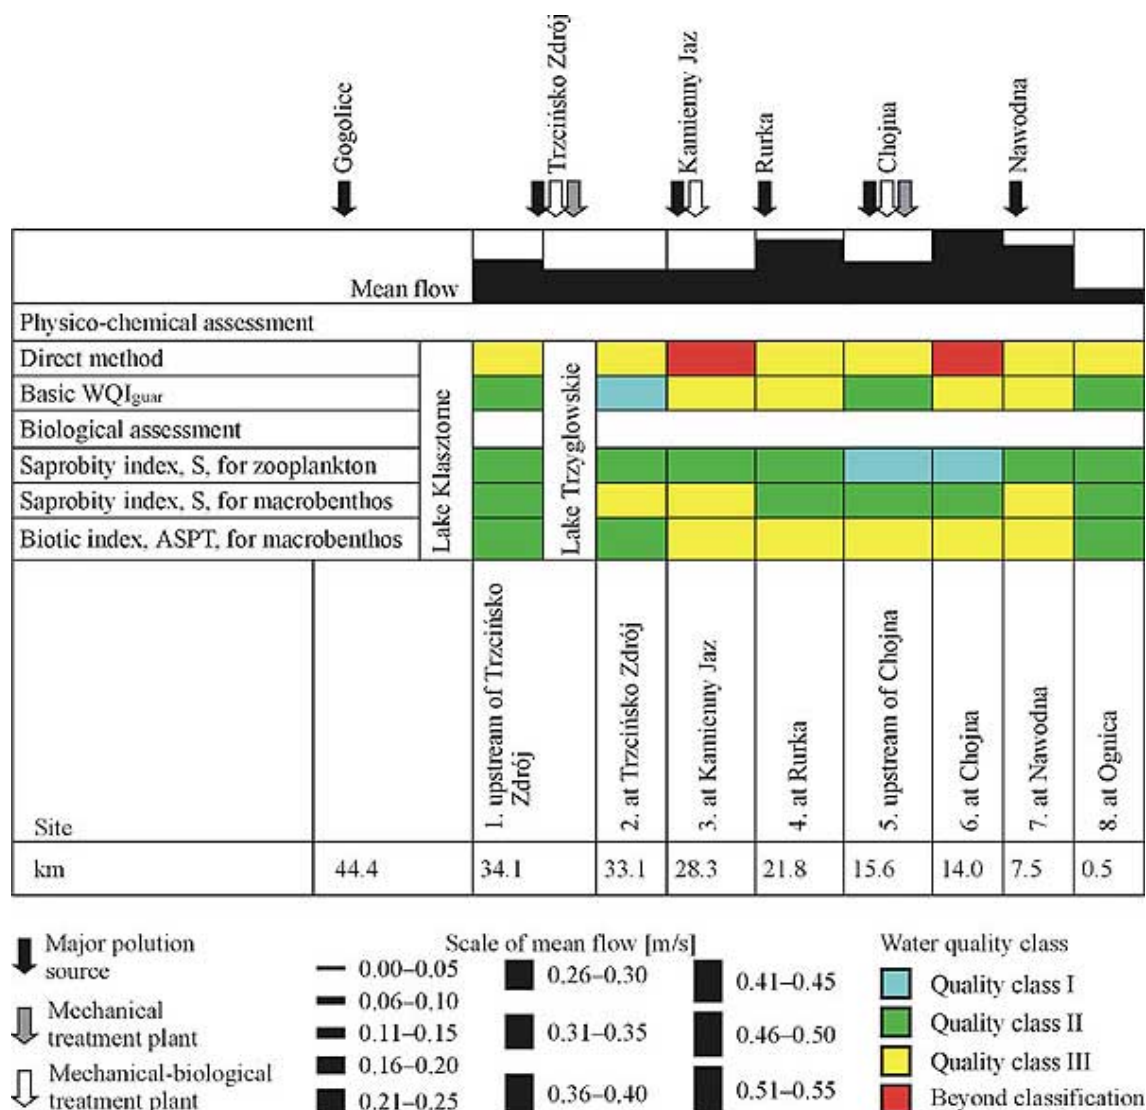 Gogolice
Trzcińsko Zdrój
Kamienny Jaz
Rurka
Chojna
Nawodna
Mean flow
Physico-chemical assessment
Direct method
Basic WQIguar
Biological assessment
Saprobity index, S, for zooplankton
Saprobity index, S, for macrobenthos
Biotic index, ASPT, for macrobenthos
Lake Klasztorne
Lake Trzygłowskie
Site
1. upstream of Trzcińsko
Zdrój
2. at Trzcińsko Zdrój
3. at Kamienny Jaz
4. at Rurka
5. upstream of Chojna
6. at Chojna
7. at Nawodna
8. at Ognica
km 44.4 34.1 33.1 28.3 21.8 15.6 14.0 7.5 0.5
Major polution
source
Mechanical
treatment plant
Mechanical-biological
treatment plant
Scale of mean flow [m/s]
0.00–0.05
0.06–0.10
0.11–0.15
0.16–0.20
0.21–0.25
0.26–0.30
0.31–0.35
0.36–0.40
0.41–0.45
0.46–0.50
0.51–0.55
Water quality class
Quality class I
Quality class II
Quality class III
Beyond classification